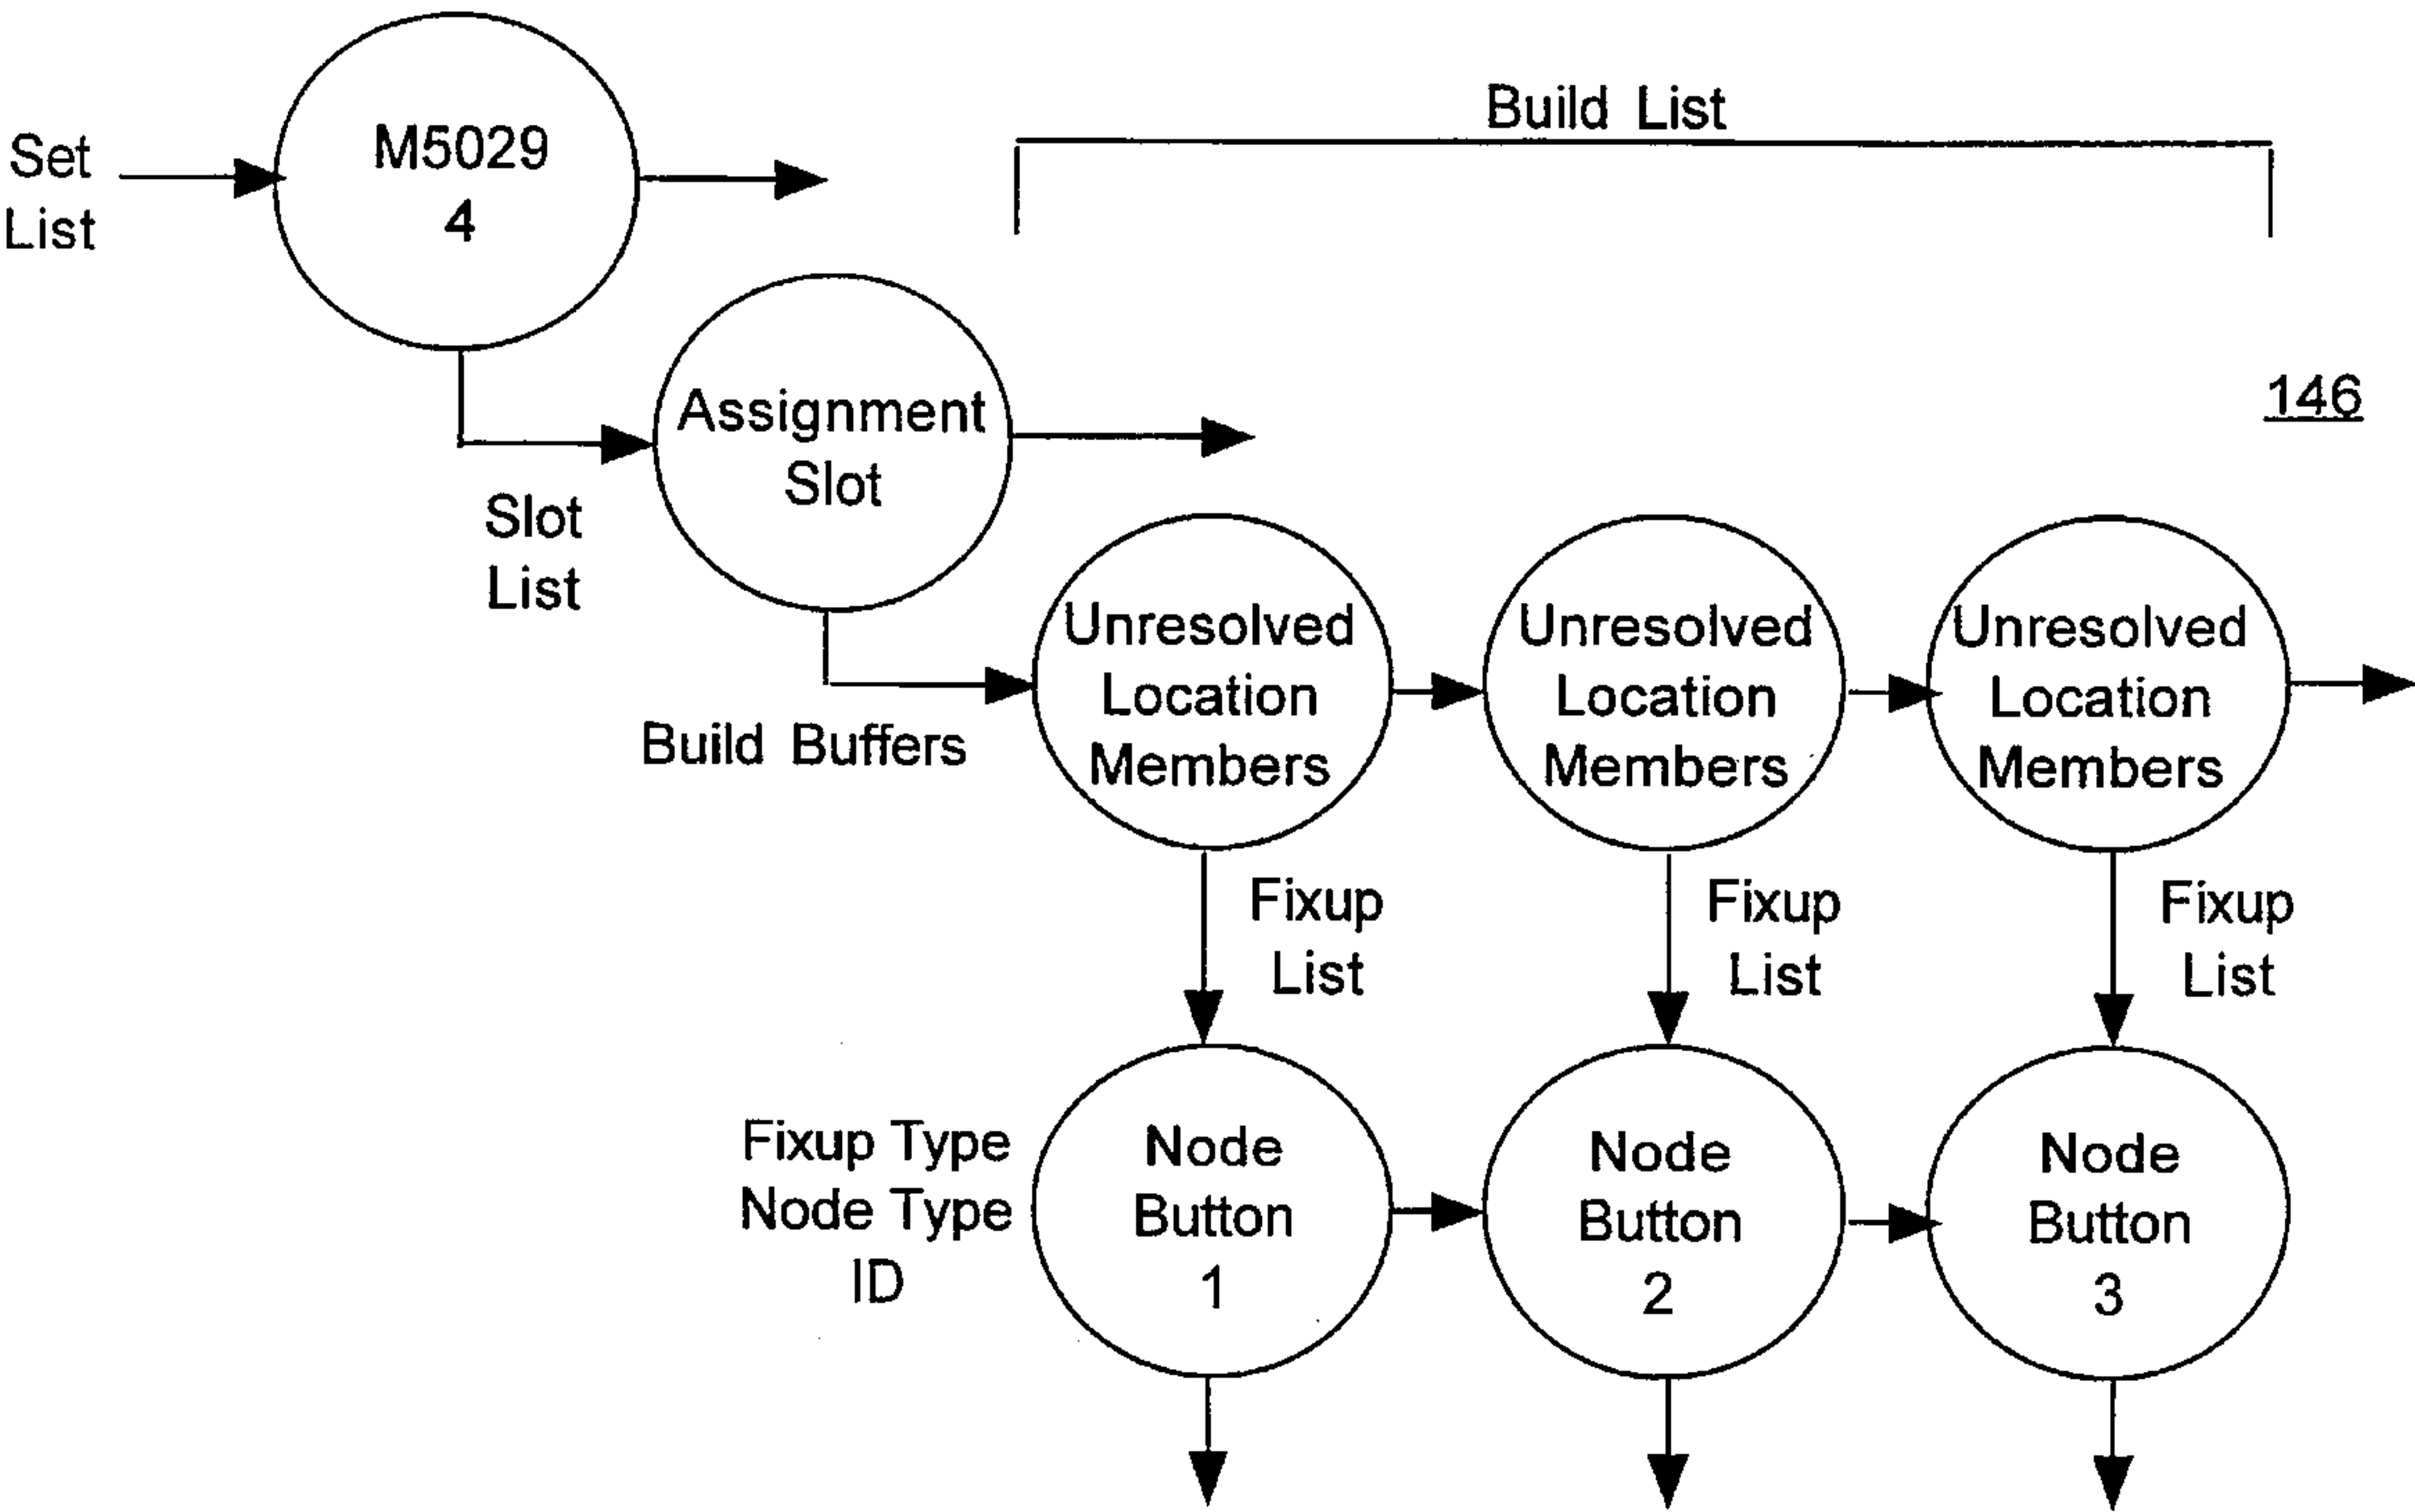 Build List
Set
List
M5029
4
146
Assignment
Slot
Slot
List
Unresolved
Location
Members
Unresolved
Location
Members
Unresolved
Location
Members
Build Buffers
Fixup
List
Fixup
List
Fixup
List
Fixup Type
Node Type
ID
Node
Button
1
Node
Button
2
Node
Button
3